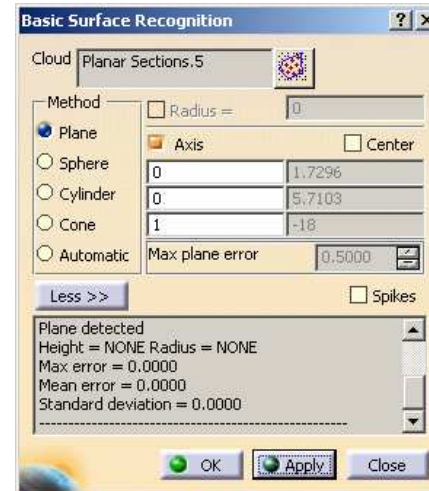 Basic Surface Recognition ? x
Cloud Planar Sections.5
Method
Radius = 0
Plane
Axis Center
Sphere
0 1.7296
Cylinder
0 5.7103
Cone
1 -18
Automatic Max plane error 0.5000
Less >> Spikes
Plane detected
Height = NONE Radius = NONE
Max error = 0.0000
Mean error = 0.0000
Standard deviation = 0.0000
----------------------------------------------------
OK Apply Close